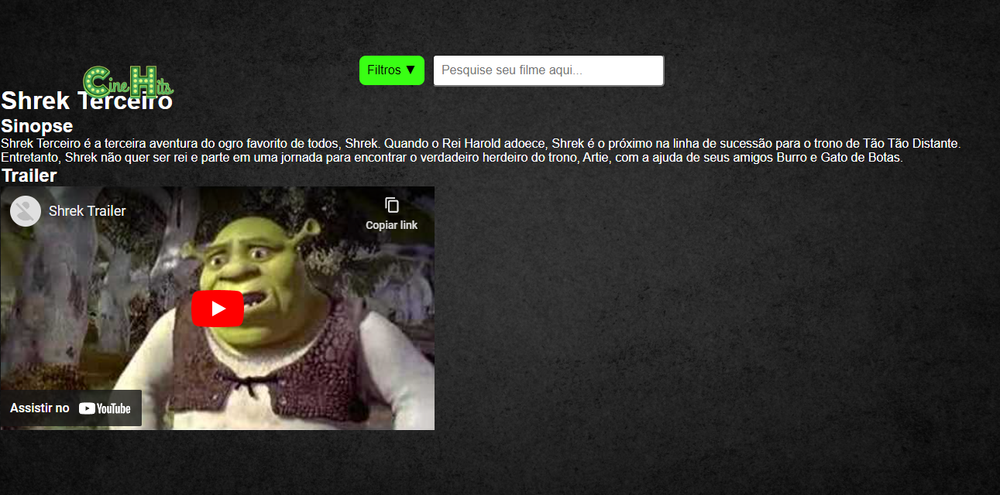 Filtros ▼
Pesquise seu filme aqui...
Cine Hits
Shrek Terceiro
Sinopse
Shrek Terceiro é a terceira aventura do ogro favorito de todos, Shrek. Quando o Rei Harold adoece, Shrek é o próximo na linha de sucessão para o trono de Tão Tão Distante.
Entretanto, Shrek não quer ser rei e parte em uma jornada para encontrar o verdadeiro herdeiro do trono, Artie, com a ajuda de seus amigos Burro e Gato de Botas.
Trailer
Shrek Trailer
Copiar link
Assistir no YouTube